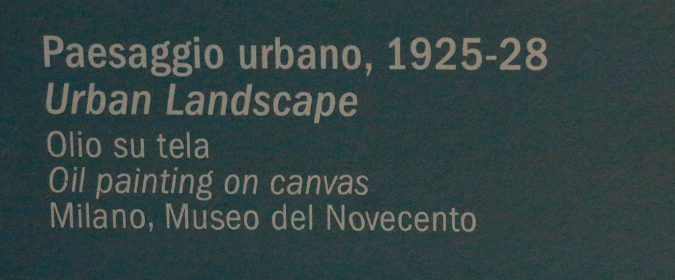 Paesaggio urbano, 1925-28
Urban Landscape
Olio su tela
Oil painting on canvas
Milano, Museo del Novecento